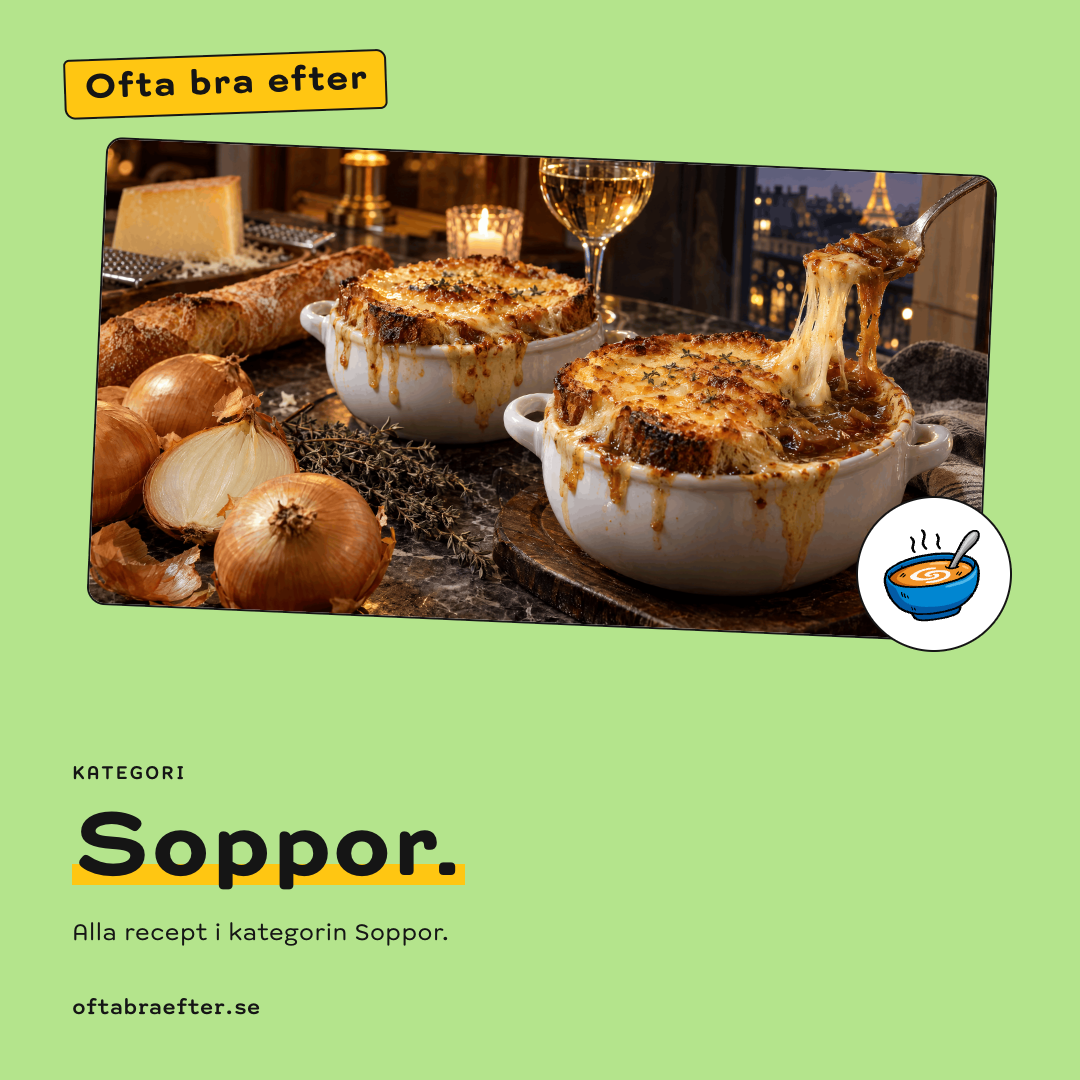 Ofta bra efter
KATEGORI
Soppor.
Alla recept i kategorin Soppor.
oftabraefter.se